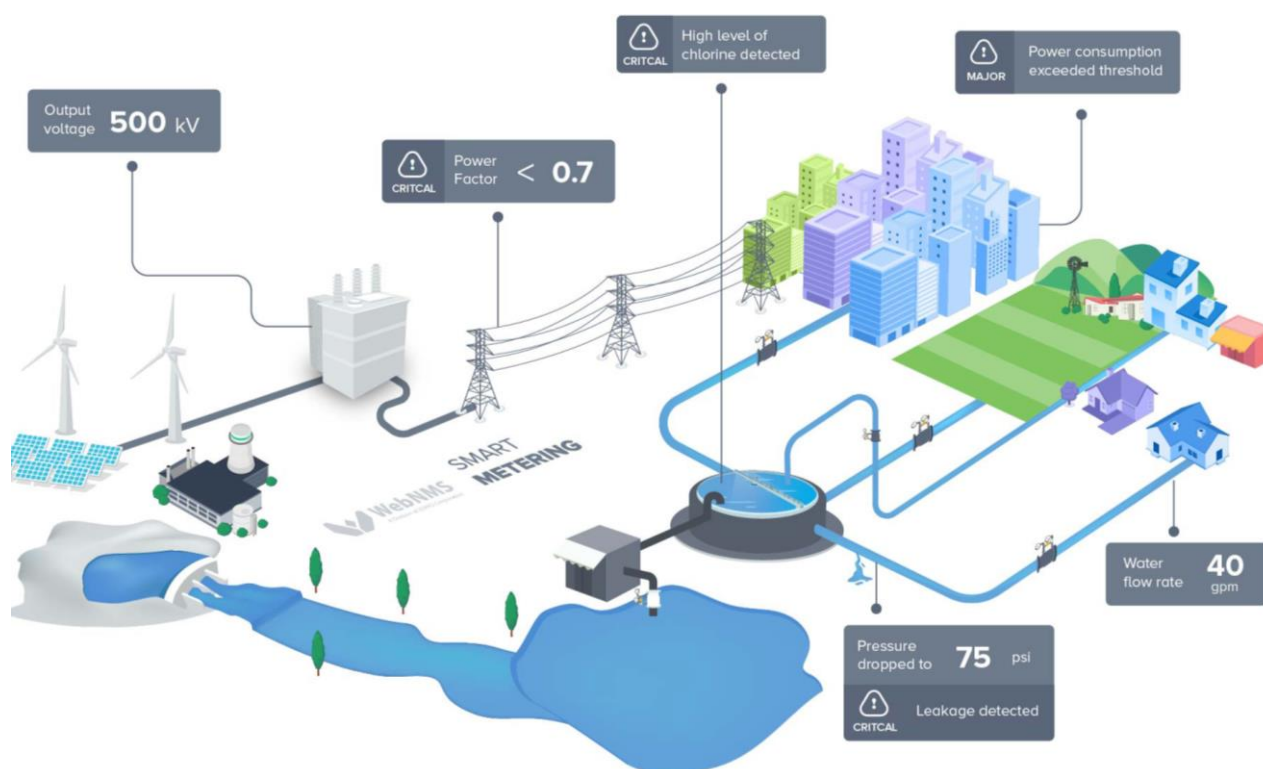 High level of
chlorine detected
CRITCAL
Power consumption
exceeded threshold
MAJOR
Output
voltage 500 kV
Power
Factor < 0.7
CRITCAL
SMART
METERING
WebNMS
Water
flow rate 40
gpm
Pressure
dropped to 75 psi
Leakage detected
CRITCAL